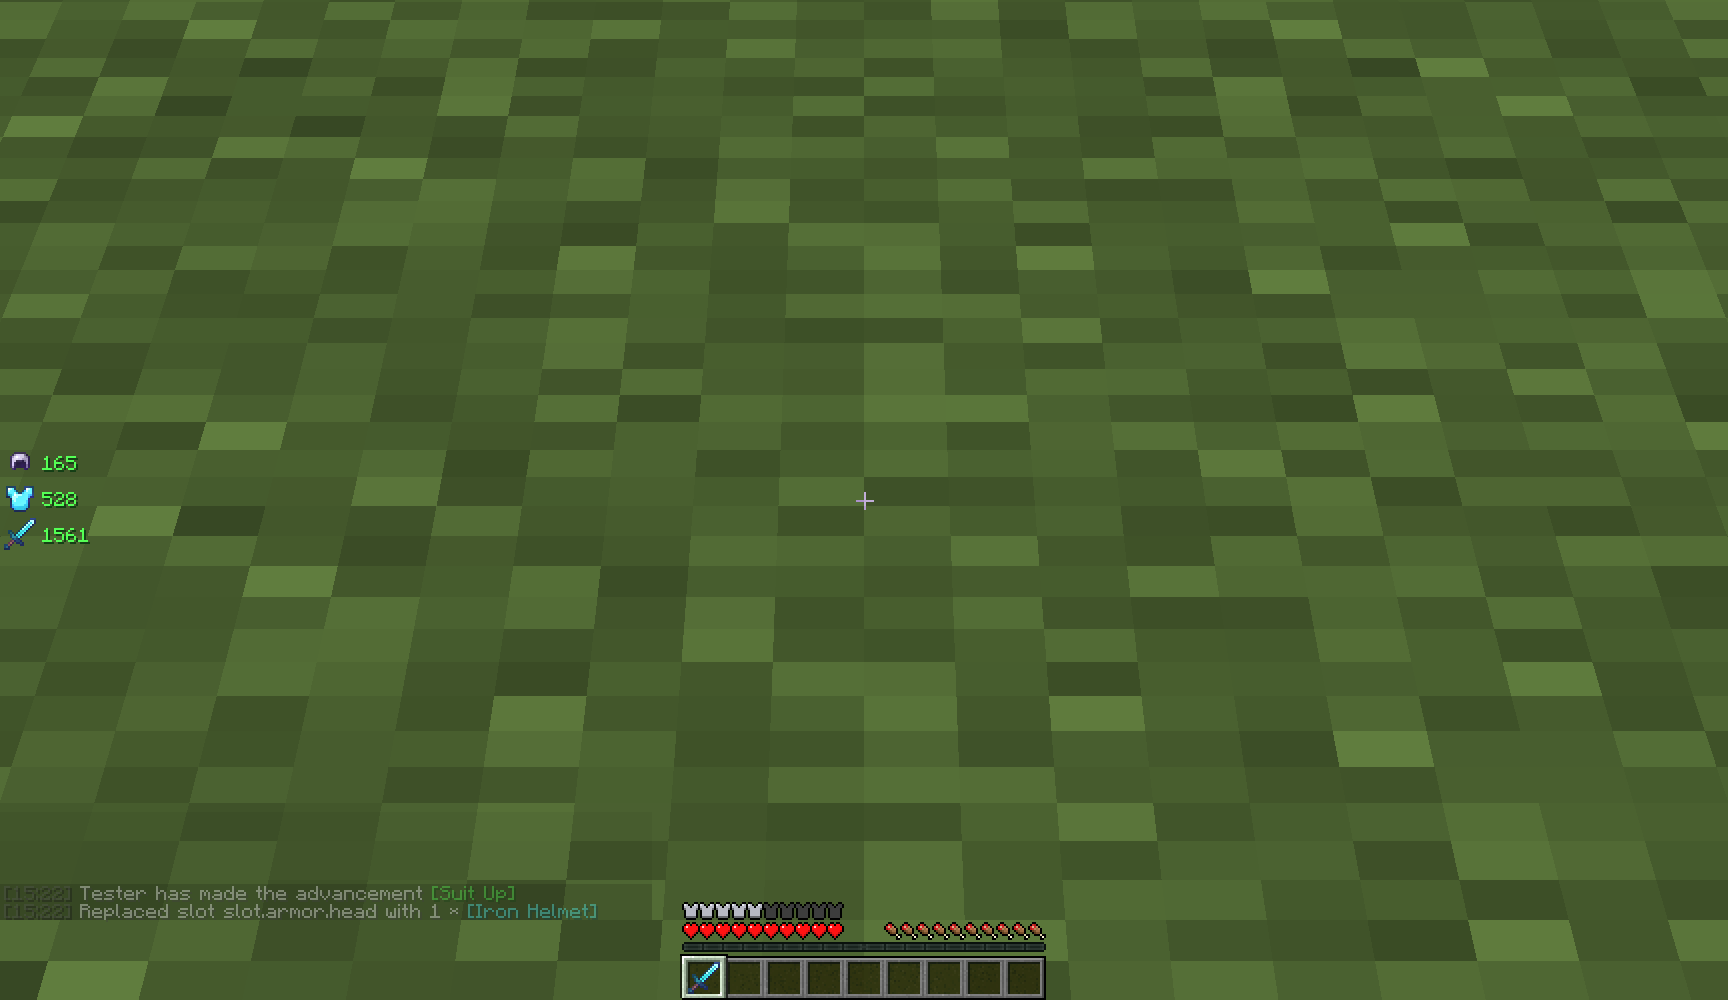 165
528
1561
[15:22] Tester has made the advancement [Suit Up]
[15:22] Replaced slot slot.armor.head with 1 × [Iron Helmet]